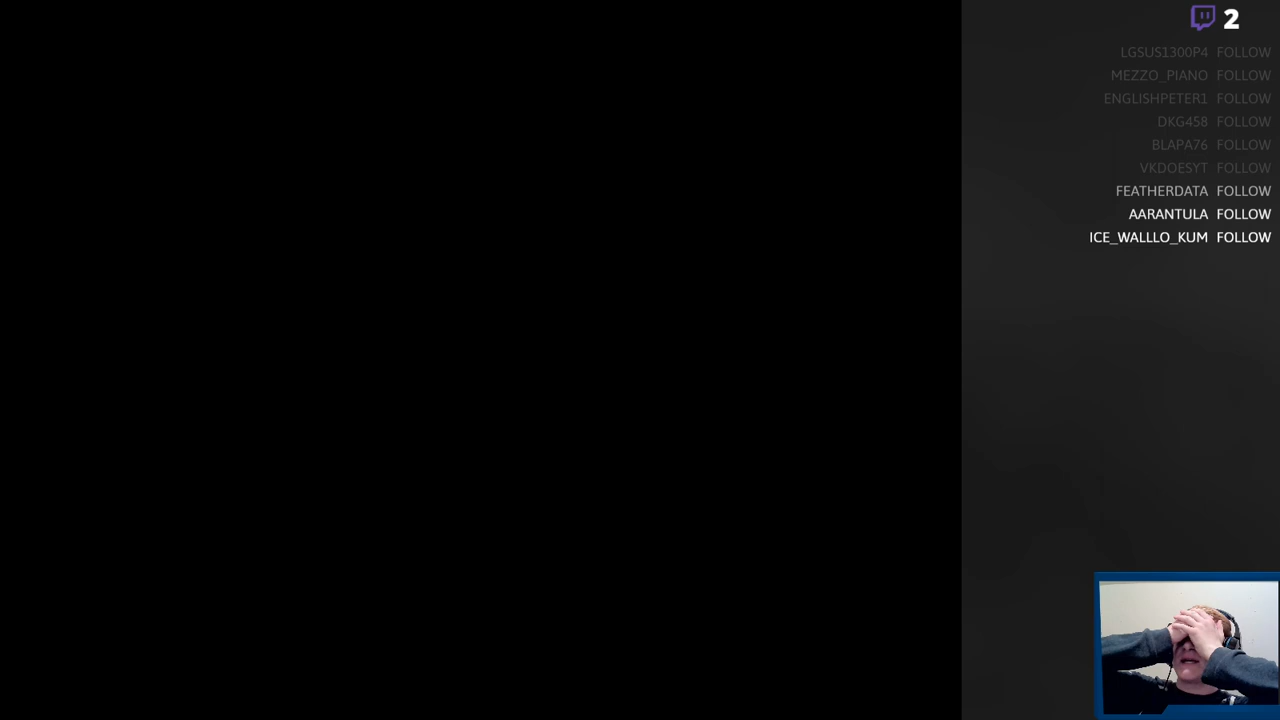 2
LGSUS1300P4 FOLLOW
MEZZO_PIANO FOLLOW
ENGLISHPETER1 FOLLOW
DKG458 FOLLOW
BLAPA76 FOLLOW
VKDOESYT FOLLOW
FEATHERDATA FOLLOW
AARANTULA FOLLOW
ICE_WALLLO_KUM FOLLOW